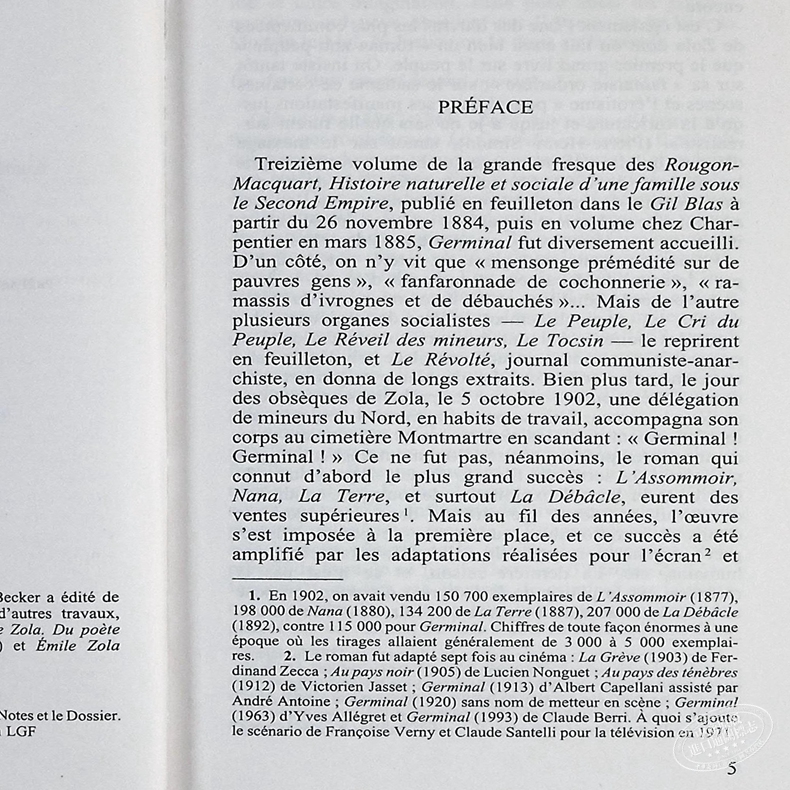 Becker a édité de
d'autres travaux,
Zola. Du poète
) et Émile Zola
Notes et le Dossier.
LGF
PRÉFACE
Treizième volume de la grande fresque des Rougon-
Macquart, Histoire naturelle et sociale d'une famille sous
le Second Empire, publié en feuilleton dans le Gil Blas à
partir du 26 novembre 1884, puis en volume chez Char-
pentier en mars 1885, Germinal fut diversement accueilli.
D'un côté, on n'y vit que « mensonge prémédité sur de
pauvres gens », « fanfaronnade de cochonnerie », « ra-
massis d'ivrognes et de débauchés »... Mais de l'autre
plusieurs organes socialistes — Le Peuple, Le Cri du
Peuple, Le Réveil des mineurs, Le Tocsin — le reprirent
en feuilleton, et Le Révolté, journal communiste-anar-
chiste, en donna de longs extraits. Bien plus tard, le jour
des obsèques de Zola, le 5 octobre 1902, une délégation
de mineurs du Nord, en habits de travail, accompagna son
corps au cimetière Montmartre en scandant : « Germinal !
Germinal ! » Ce ne fut pas, néanmoins, le roman qui
connut d'abord le plus grand succès : L'Assommoir,
Nana, La Terre, et surtout La Débâcle, eurent des
ventes supérieures 1. Mais au fil des années, l'œuvre
s'est imposée à la première place, et ce succès a été
amplifié par les adaptations réalisées pour l'écran 2 et
1. En 1902, on avait vendu 150 700 exemplaires de L'Assommoir (1877),
198 000 de Nana (1880), 134 200 de La Terre (1887), 207 000 de La Débâcle
(1892), contre 115 000 pour Germinal. Chiffres de toute façon énormes à une
époque où les tirages allaient généralement de 3 000 à 5 000 exemplai-
res. 2. Le roman fut adapté sept fois au cinéma : La Grève (1903) de Fer-
dinand Zecca ; Au pays noir (1905) de Lucien Nonguet ; Au pays des ténèbres
(1912) de Victorien Jasset ; Germinal (1913) d'Albert Capellani assisté par
André Antoine ; Germinal (1920) sans nom de metteur en scène ; Germinal
(1963) d'Yves Allégret et Germinal (1993) de Claude Berri. À quoi s'ajoute
le scénario de Françoise Verny et Claude Santelli pour la télévision en
5